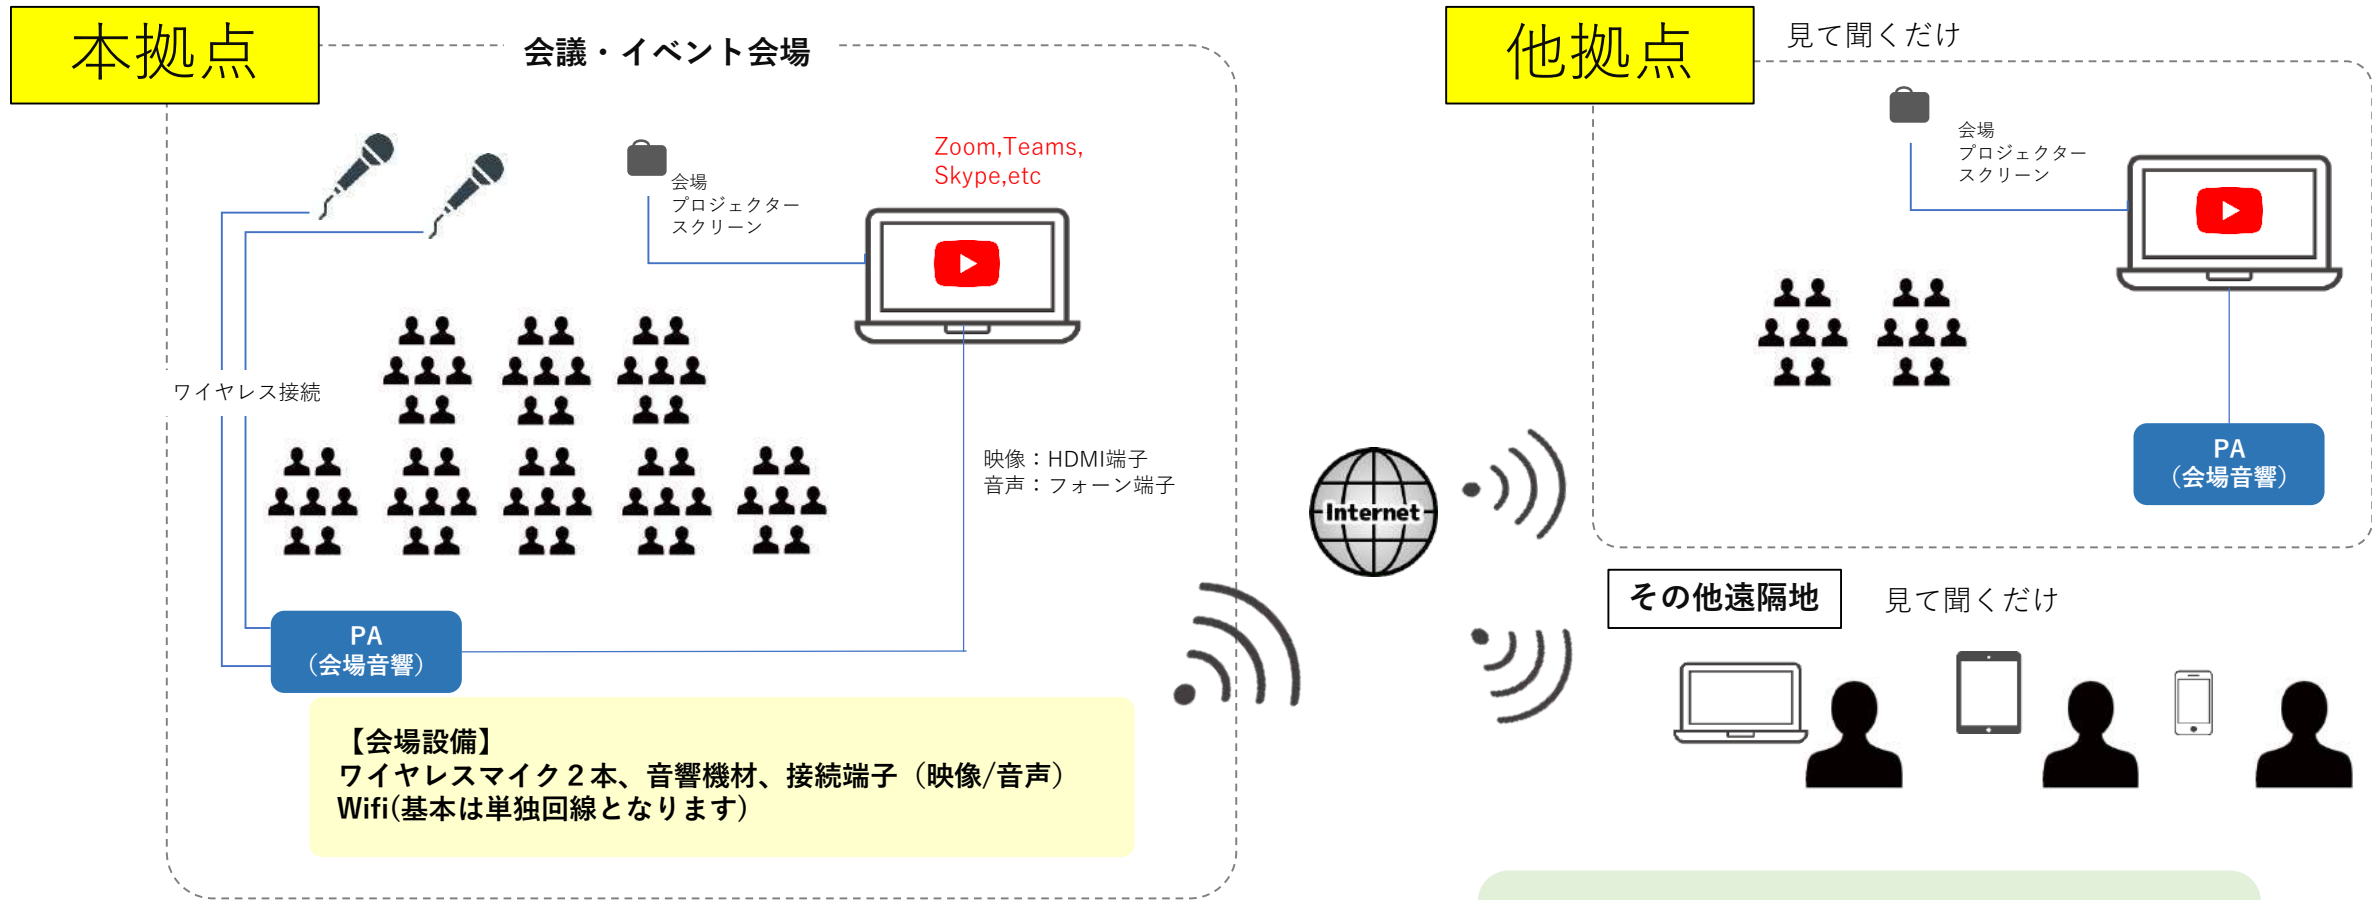 本拠点
会議・イベント会場
Zoom,Teams,
Skype,etc
会場
プロジェクター
スクリーン
ワイヤレス接続
映像：HDMI端子
音声：フォーン端子
PA
（会場音響）
【会場設備】
ワイヤレスマイク２本、音響機材、接続端子（映像/音声）
Wifi(基本は単独回線となります)
Internet
他拠点
見て聞くだけ
会場
プロジェクター
スクリーン
PA
（会場音響）
その他遠隔地
見て聞くだけ